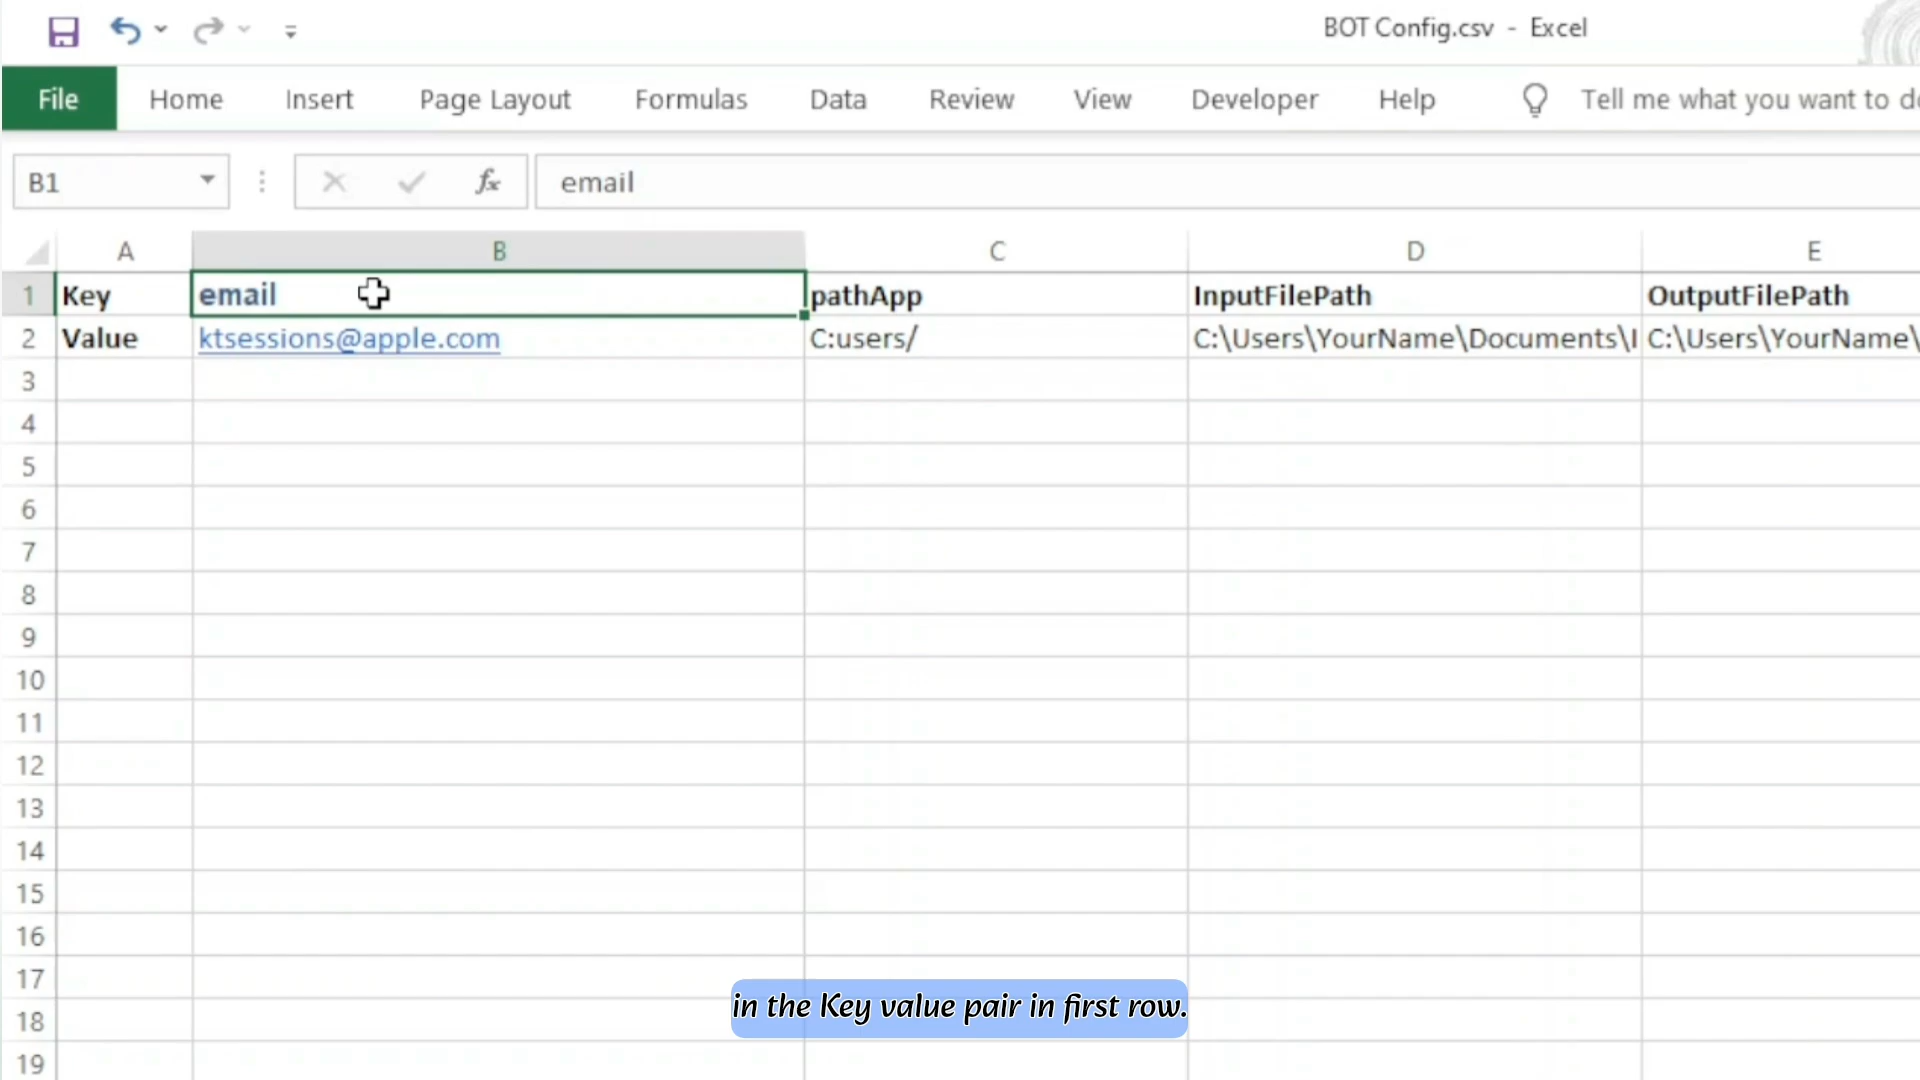 BOT Config.csv - Excel
File Home Insert Page Layout Formulas Data Review View Developer Help Tell me what you want to
B1 fx email
A B C D E
1 Key email pathApp InputFilePath OutputFilePath
2 Value ktsessions@apple.com C:users/ C:\Users\YourName\Documents\I C:\Users\YourName\
3
4
5
6
7
8
9
10
11
12
13
14
15
16
17
18
19
in the Key value pair in first row.